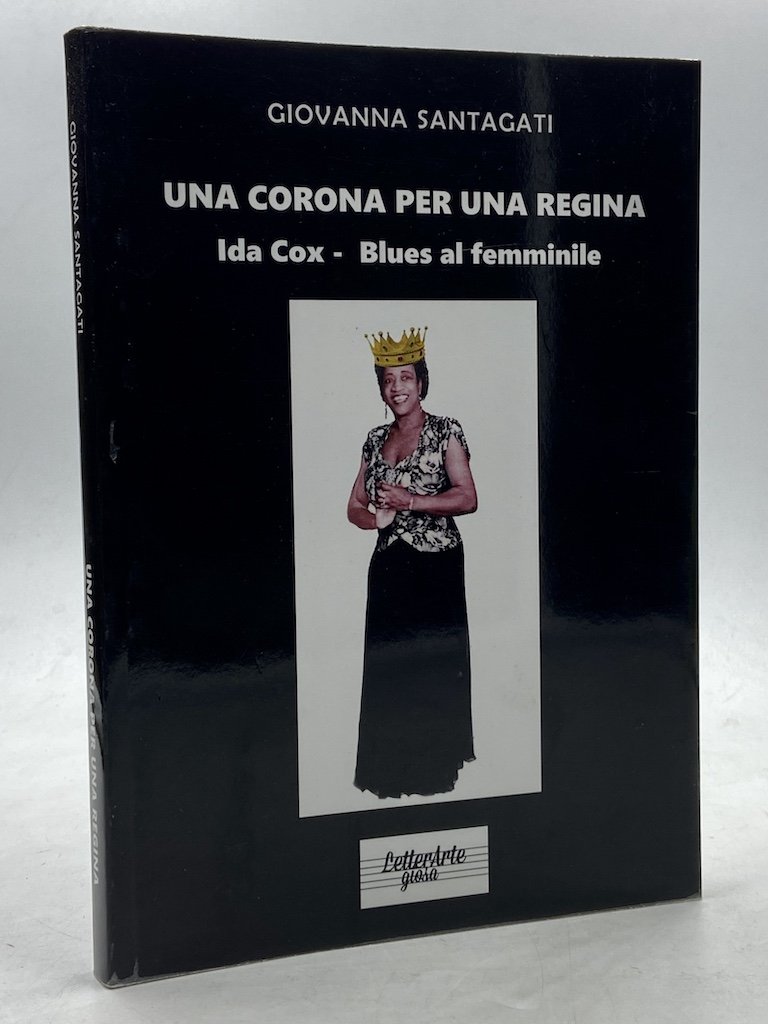 GIOVANNA SANTAGATI
UNA CORONA PER UNA REGINA
Ida Cox - Blues al femminile
LetterArte
giosa
GIOVANNA SANTAGATI
UNA CORONA PER UNA REGINA